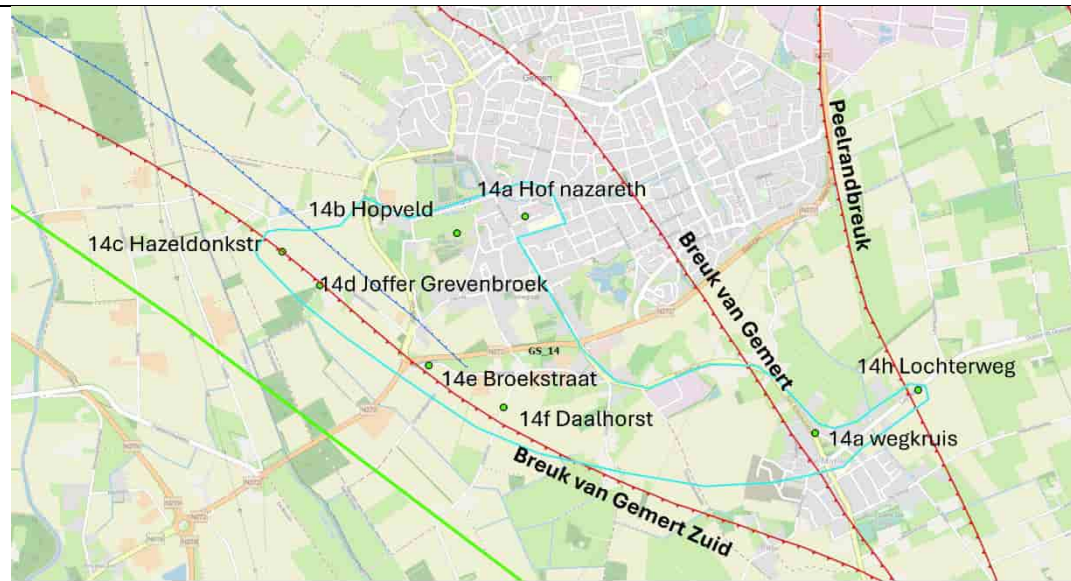 Gemert
Peelrandbreuk
14a Hof nazareth
14b Hopveld
14c Hazeldonkstr
Breuk van Gemert
14d Joffer Grevenbroek
GS_14
14h Lochterweg
14e Broekstraat
14f Daalhorst
14a wegkruis
Breuk van Gemert Zuid